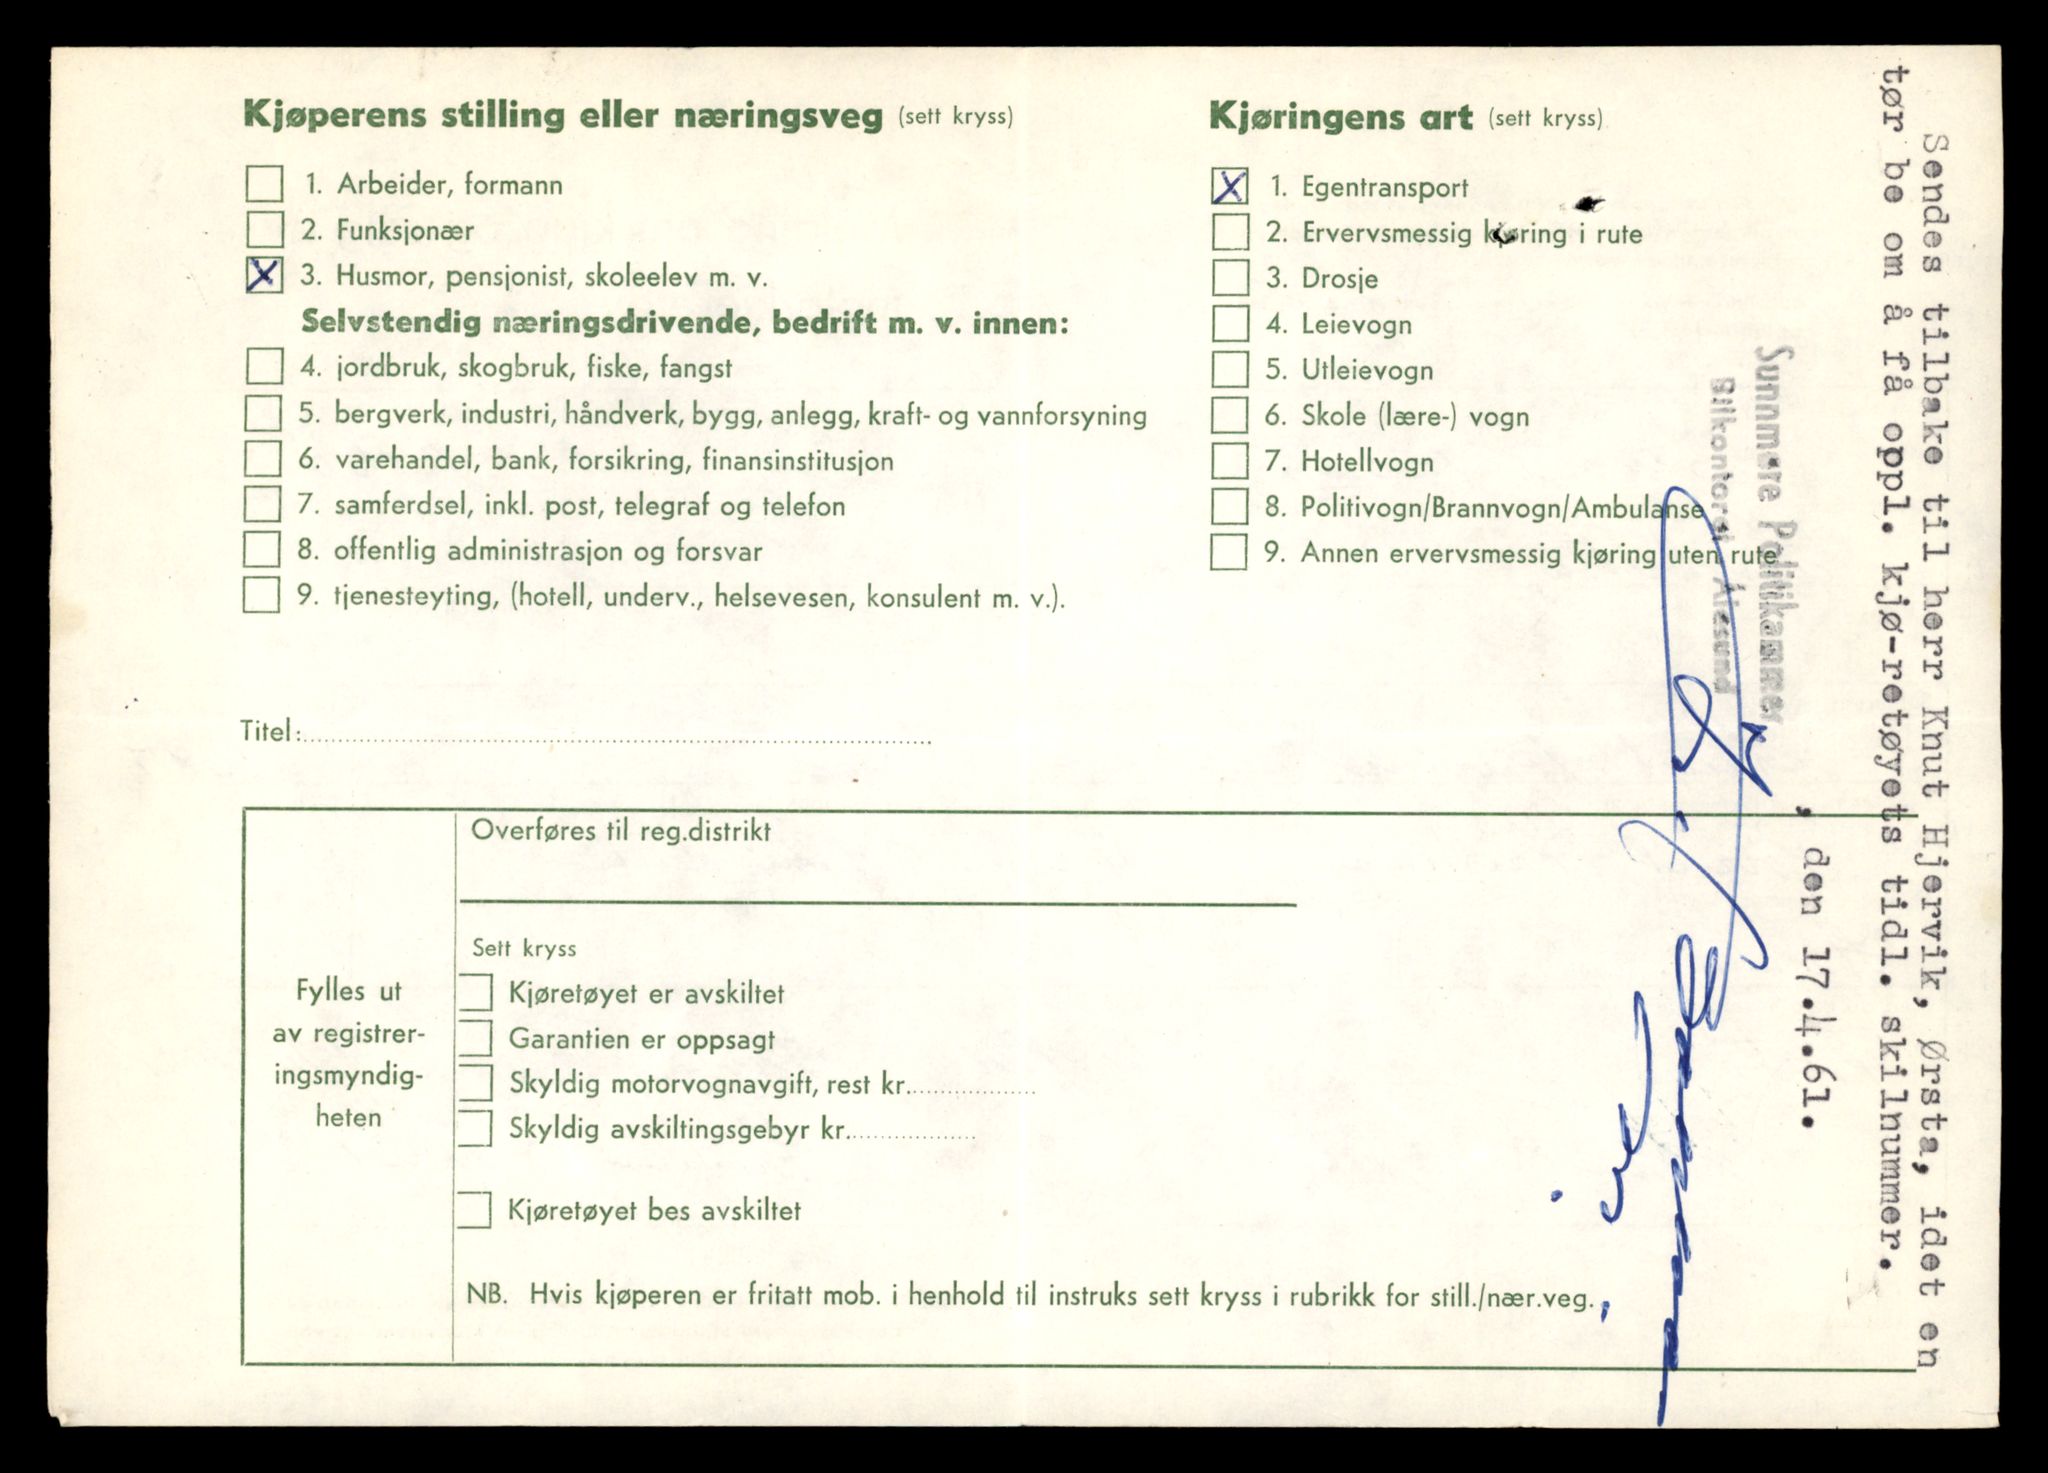 Kjøperens stilling eller næringsveg (sett kryss)
X 1. Arbeider, formann
2. Funksjonær
X 3. Husmor, pensjonist, skoleelev m. v.
Selvstendig næringsdrivende, bedrift m. v. innen:
4. jordbruk, skogbruk, fiske, fangst
5. bergverk, industri, håndverk, bygg, anlegg, kraft- og vannforsyning
6. varehandel, bank, forsikring, finansinstitusjon
7. samferdsel, inkl. post, telegraf og telefon
8. offentlig administrasjon og forsvar
9. tjenesteyting, (hotell, underv., helsevesen, konsulent m. v.).
Titel:
Kjøringens art (sett kryss)
X 1. Egentransport
2. Ervervsmessig kjøring i rute
3. Drosje
4. Leievogn
5. Utleievogn
6. Skole (lære-) vogn
7. Hotellvogn
8. Politivogn/Brannvogn/Ambulanse
9. Annen ervervsmessig kjøring uten rute
Fylles ut
av registrer-
ingsmyndig-
heten
Overføres til reg.distrikt
Sett kryss
Kjøretøyet er avskiltet
Garantien er oppsagt
Skyldig motorvognavgift, rest kr.
Skyldig avskiltingsgebyr kr.
Kjøretøyet bes avskiltet
NB. Hvis kjøperen er fritatt mob. i henhold til instruks sett kryss i rubrikk for still./nær.veg.
Sendes tilbake til herr Knut Hjervik, Ørsta, idet en
tør be om å få oppl. kjø-retøyets tidl. skilnummer.
, den 17.4.61.
Sunnmøre Politikammer
Bilkontoret Ålesund